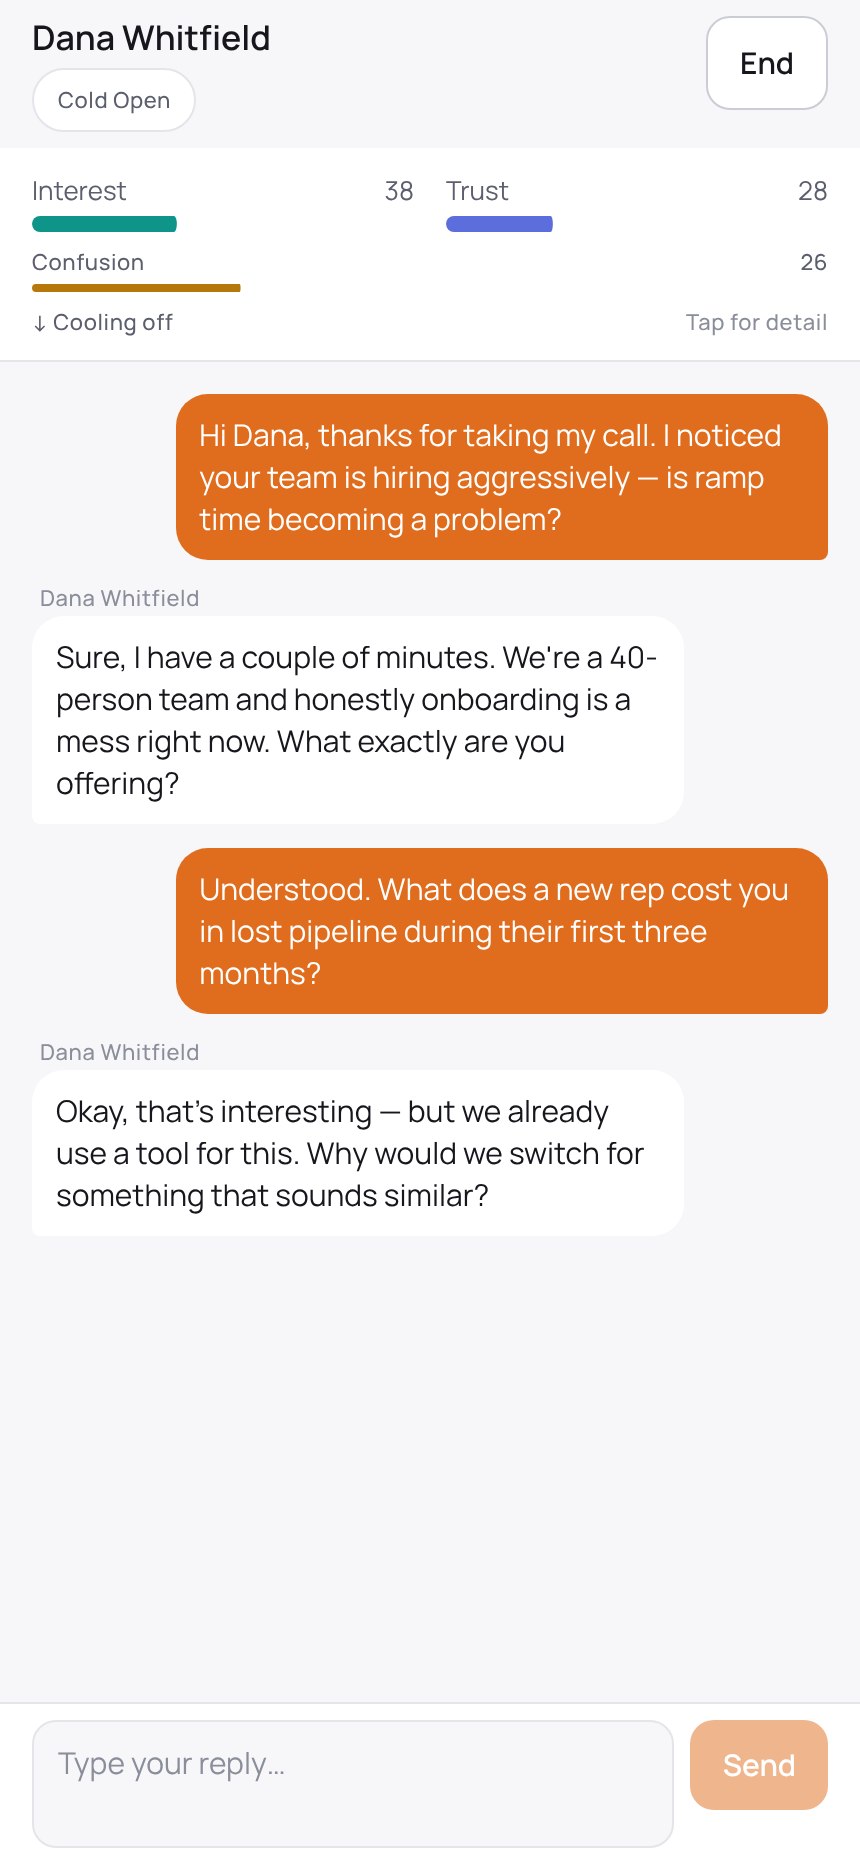 Dana Whitfield
End
Cold Open
Interest 38 Trust 28
Confusion 26
↓ Cooling off Tap for detail
Hi Dana, thanks for taking my call. I noticed
your team is hiring aggressively — is ramp
time becoming a problem?
Dana Whitfield
Sure, I have a couple of minutes. We're a 40-
person team and honestly onboarding is a
mess right now. What exactly are you
offering?
Understood. What does a new rep cost you
in lost pipeline during their first three
months?
Dana Whitfield
Okay, that’s interesting — but we already
use a tool for this. Why would we switch for
something that sounds similar?
Type your reply…
Send